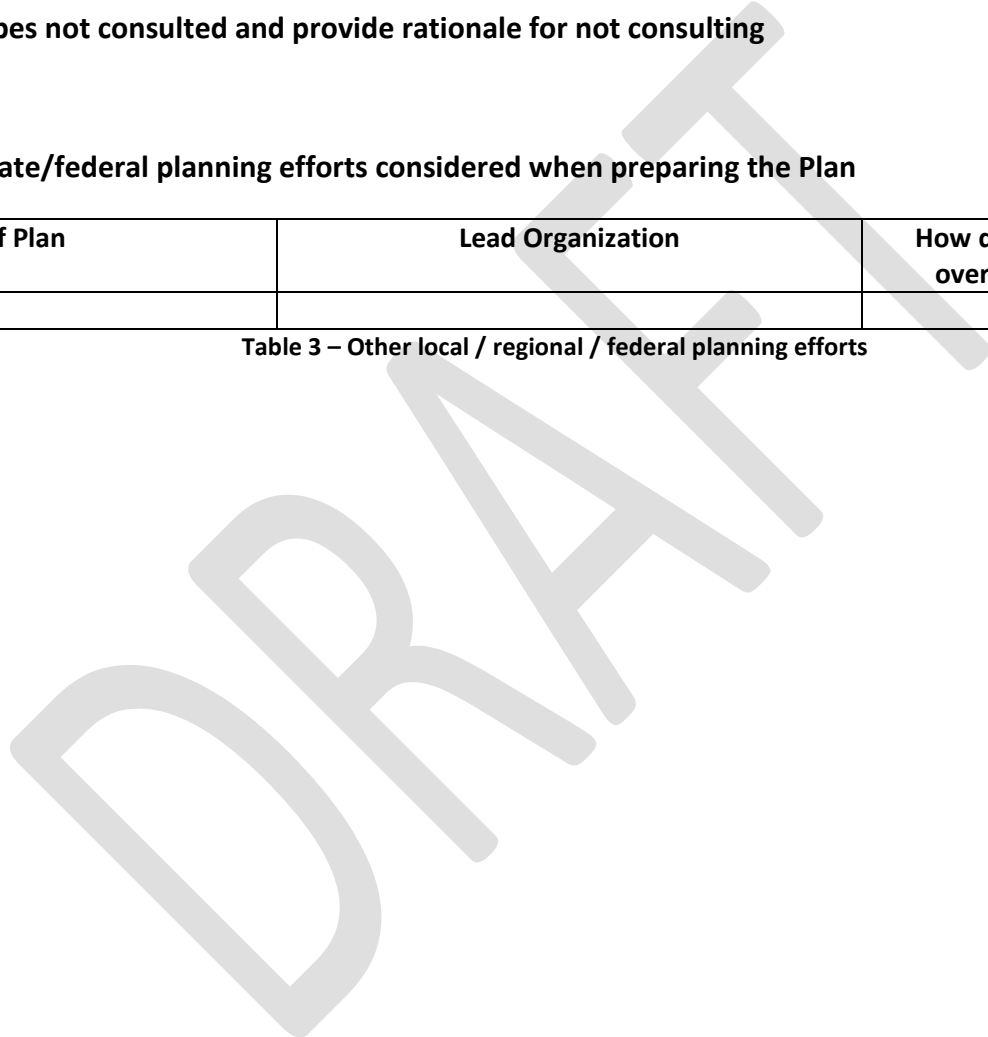 pes not consulted and provide rationale for not consulting
ate/federal planning efforts considered when preparing the Plan
f Plan Lead Organization How d
over
Table 3 – Other local / regional / federal planning efforts
DRAFT